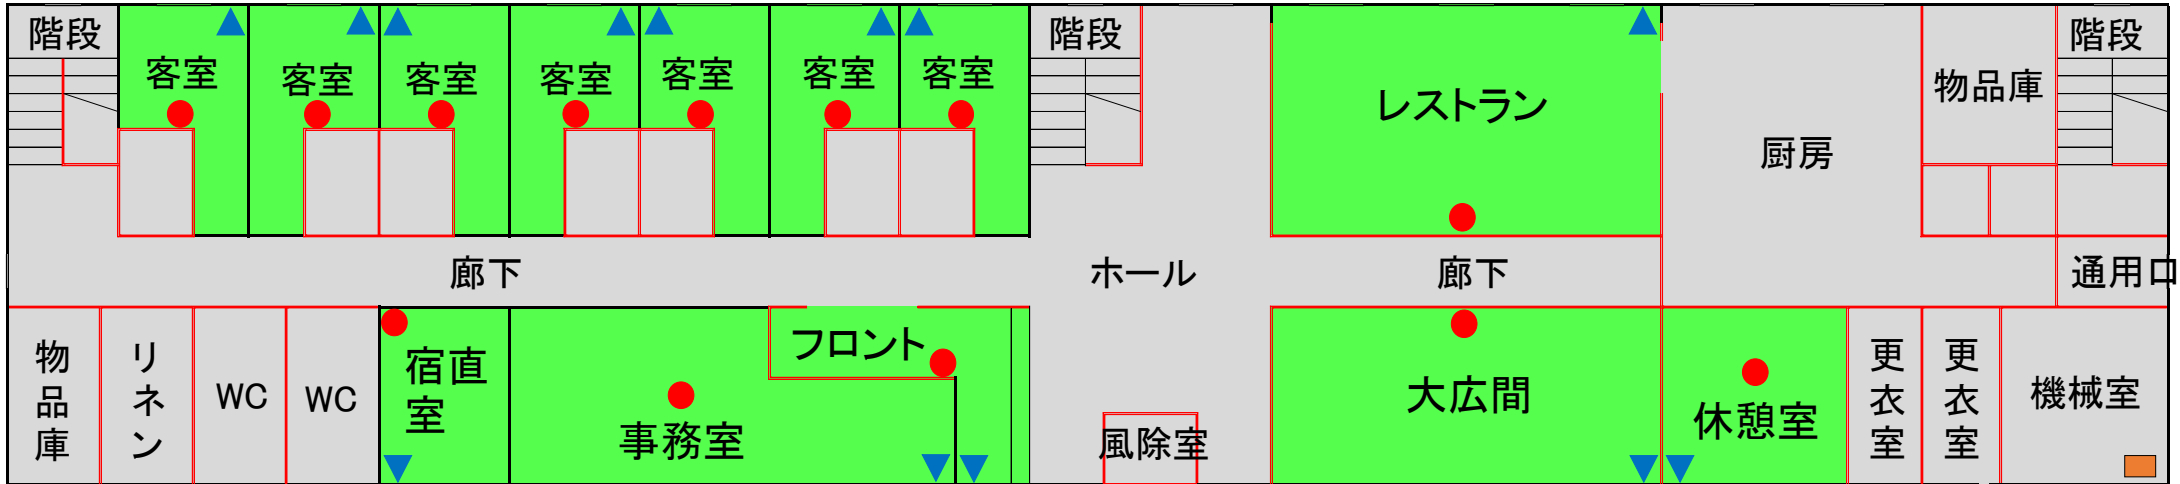 階段
客室
客室
客室
客室
客室
客室
客室
階段
レストラン
厨房
物品庫
階段
廊下
ホール
廊下
通用口
物品庫
リネン
WC
WC
宿直室
事務室
フロント
風除室
大広間
休憩室
更衣室
更衣室
機械室